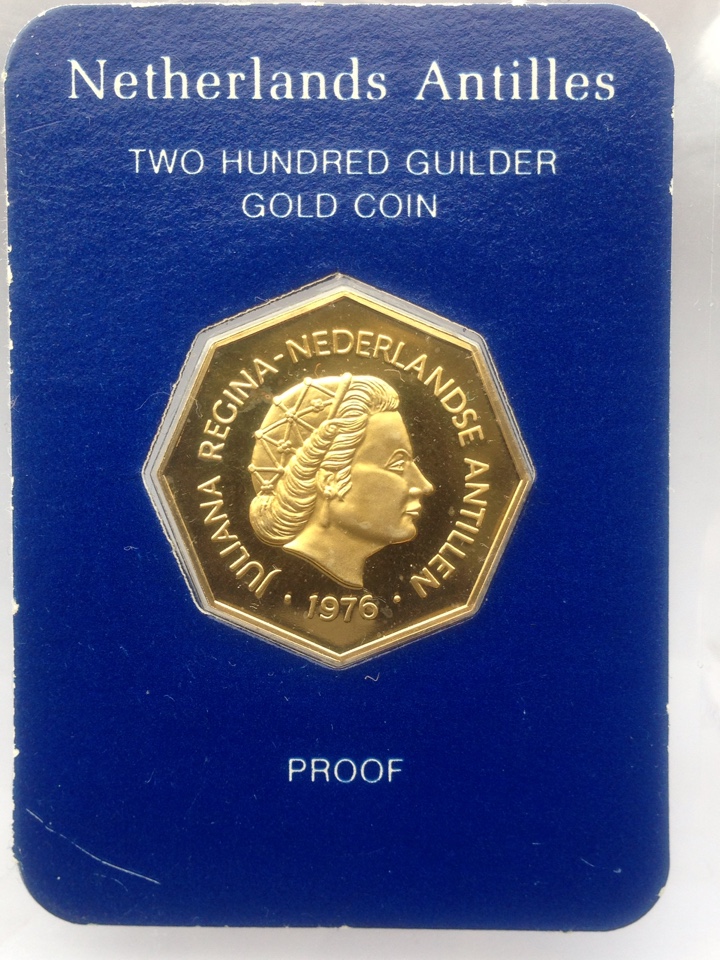 Netherlands Antilles
TWO HUNDRED GUILDER
GOLD COIN
JULIANA REGINA-NEDERLANDSE ANTILLEN
· 1976 ·
PROOF